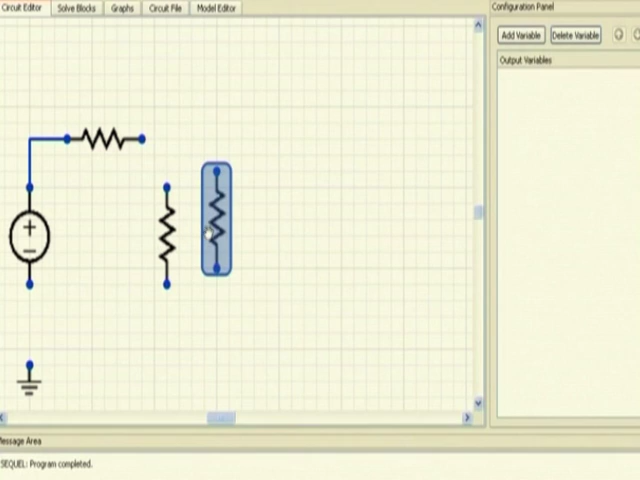 Circuit Editor
Solve Blocks
Graphs
Circuit File
Model Editor
Configuration Panel
Add Variable
Delete Variable
Output Variables
Message Area
SEQUEL: Program completed.